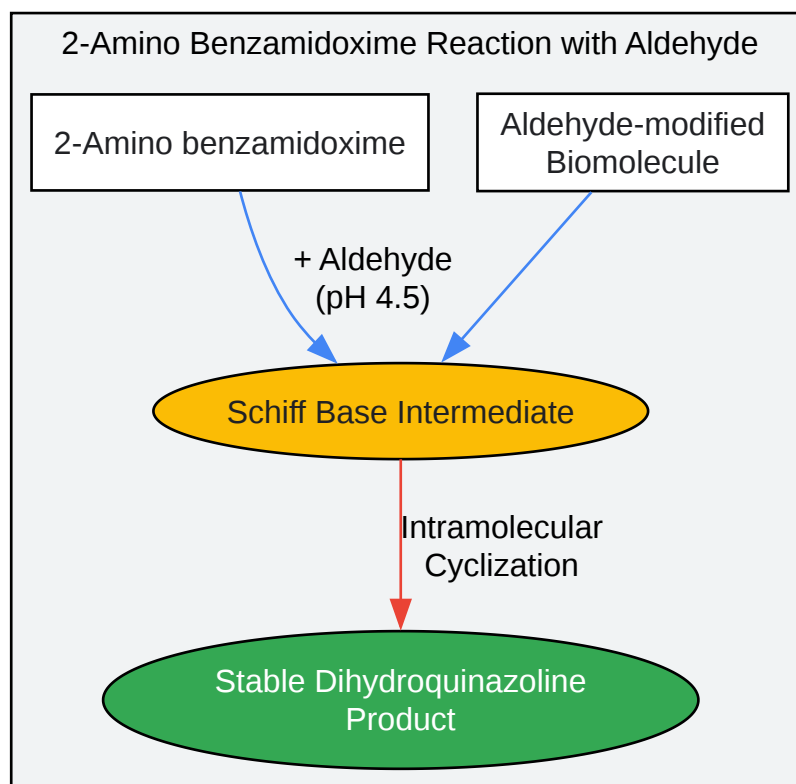 2-Amino Benzamidoxime Reaction with Aldehyde
2-Amino benzamidoxime
Aldehyde-modified
Biomolecule
+ Aldehyde
(pH 4.5)
Schiff Base Intermediate
Intramolecular
Cyclization
Stable Dihydroquinazoline
Product